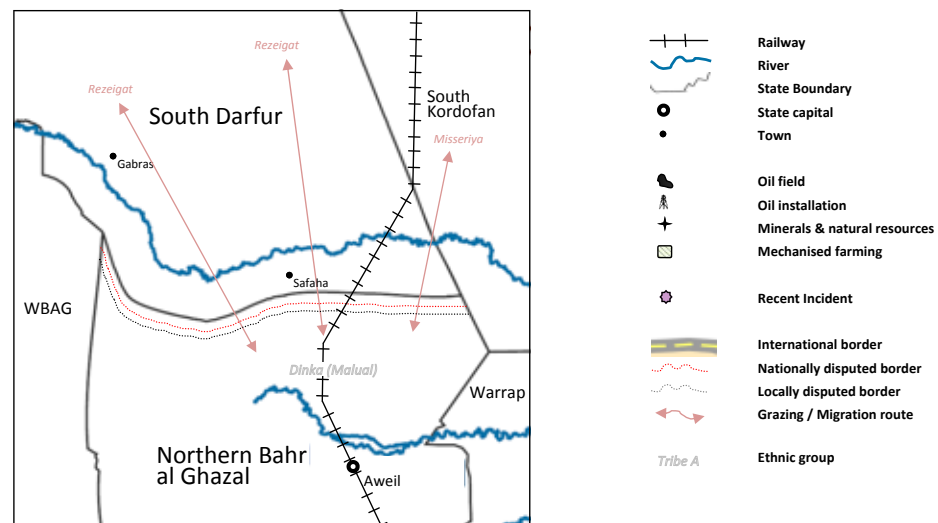 Rezeigat
Rezeigat
South Darfur
South
Kordofan
Misseriya
Gabras
Safaha
WBAG
Dinka (Malual)
Warrap
Northern Bahr
al Ghazal
Aweil
Railway
River
State Boundary
State capital
Town
Oil field
Oil installation
Minerals & natural resources
Mechanised farming
Recent Incident
International border
Nationally disputed border
Locally disputed border
Grazing / Migration route
Tribe A
Ethnic group